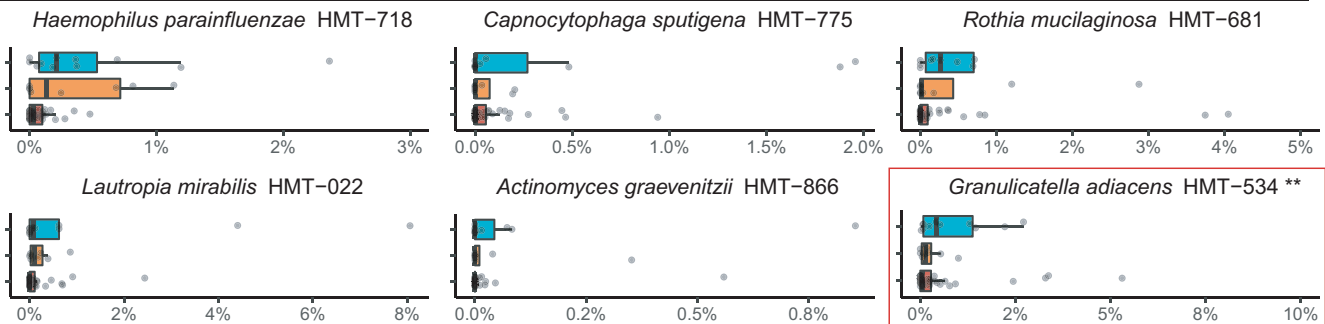 Haemophilus parainfluenzae HMT−718
Capnocytophaga sputigena HMT−775
Rothia mucilaginosa HMT−681
0% 1% 2% 3%
0.0% 0.5% 1.0% 1.5% 2.0%
0% 1% 2% 3% 4% 5%
Lautropia mirabilis HMT−022
Actinomyces graevenitzii HMT−866
Granulicatella adiacens HMT−534 **
0% 2% 4% 6% 8%
0.0% 0.2% 0.5% 0.8%
0% 2% 5% 8% 10%